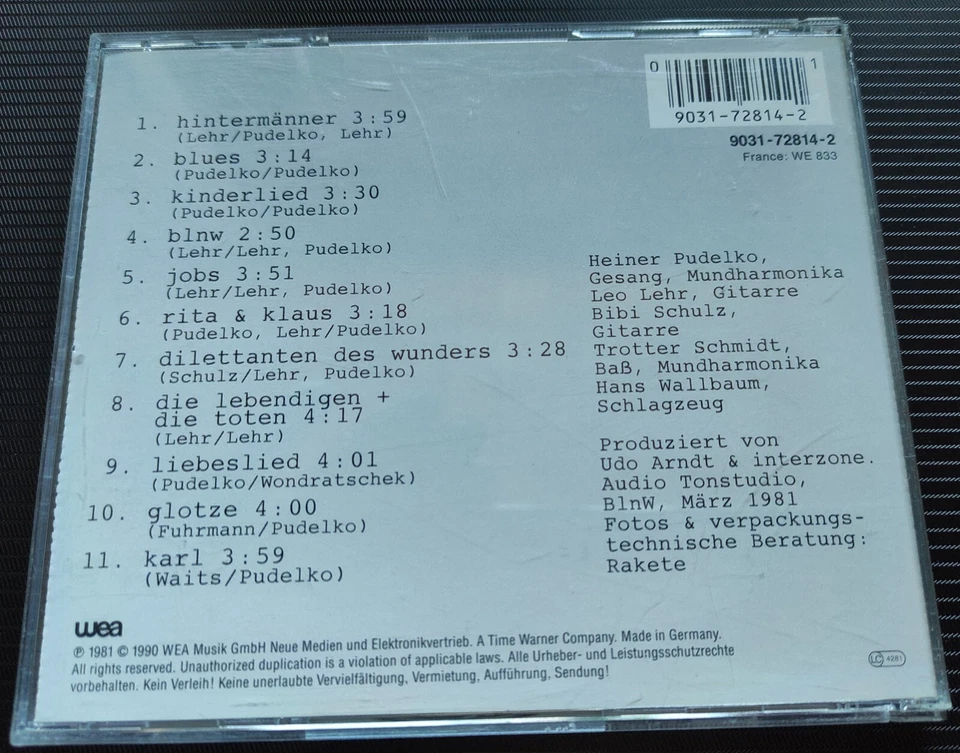 0 1
9031-72814-2
9031-72814-2
France: WE 833
1. hintermänner 3:59
(Lehr/Pudelko, Lehr)
2. blues 3:14
(Pudelko/Pudelko)
3. kinderlied 3:30
(Pudelko/Pudelko)
4. blnw 2:50
(Lehr/Lehr, Pudelko)
5. jobs 3:51
(Lehr/Lehr, Pudelko)
6. rita & klaus 3:18
(Pudelko, Lehr/Pudelko)
7. dilettanten des wunders 3:28
(Schulz/Lehr, Pudelko)
8. die lebendigen +
die toten 4:17
(Lehr/Lehr)
9. liebeslied 4:01
(Pudelko/Wondratschek)
10. glotze 4:00
(Fuhrmann/Pudelko)
11. karl 3:59
(Waits/Pudelko)
Heiner Pudelko,
Gesang, Mundharmonika
Leo Lehr, Gitarre
Bibi Schulz,
Gitarre
Trotter Schmidt,
Baß, Mundharmonika
Hans Wallbaum,
Schlagzeug
Produziert von
Udo Arndt & interzone.
Audio Tonstudio,
BlnW, März 1981
Fotos & verpackungs-
technische Beratung:
Rakete
wea
℗ 1981 © 1990 WEA Musik GmbH Neue Medien und Elektronikvertrieb. A Time Warner Company. Made in Germany.
All rights reserved. Unauthorized duplication is a violation of applicable laws. Alle Urheber- und Leistungsschutzrechte
vorbehalten. Kein Verleih! Keine unerlaubte Vervielfältigung, Vermietung, Aufführung, Sendung!
LC 4281